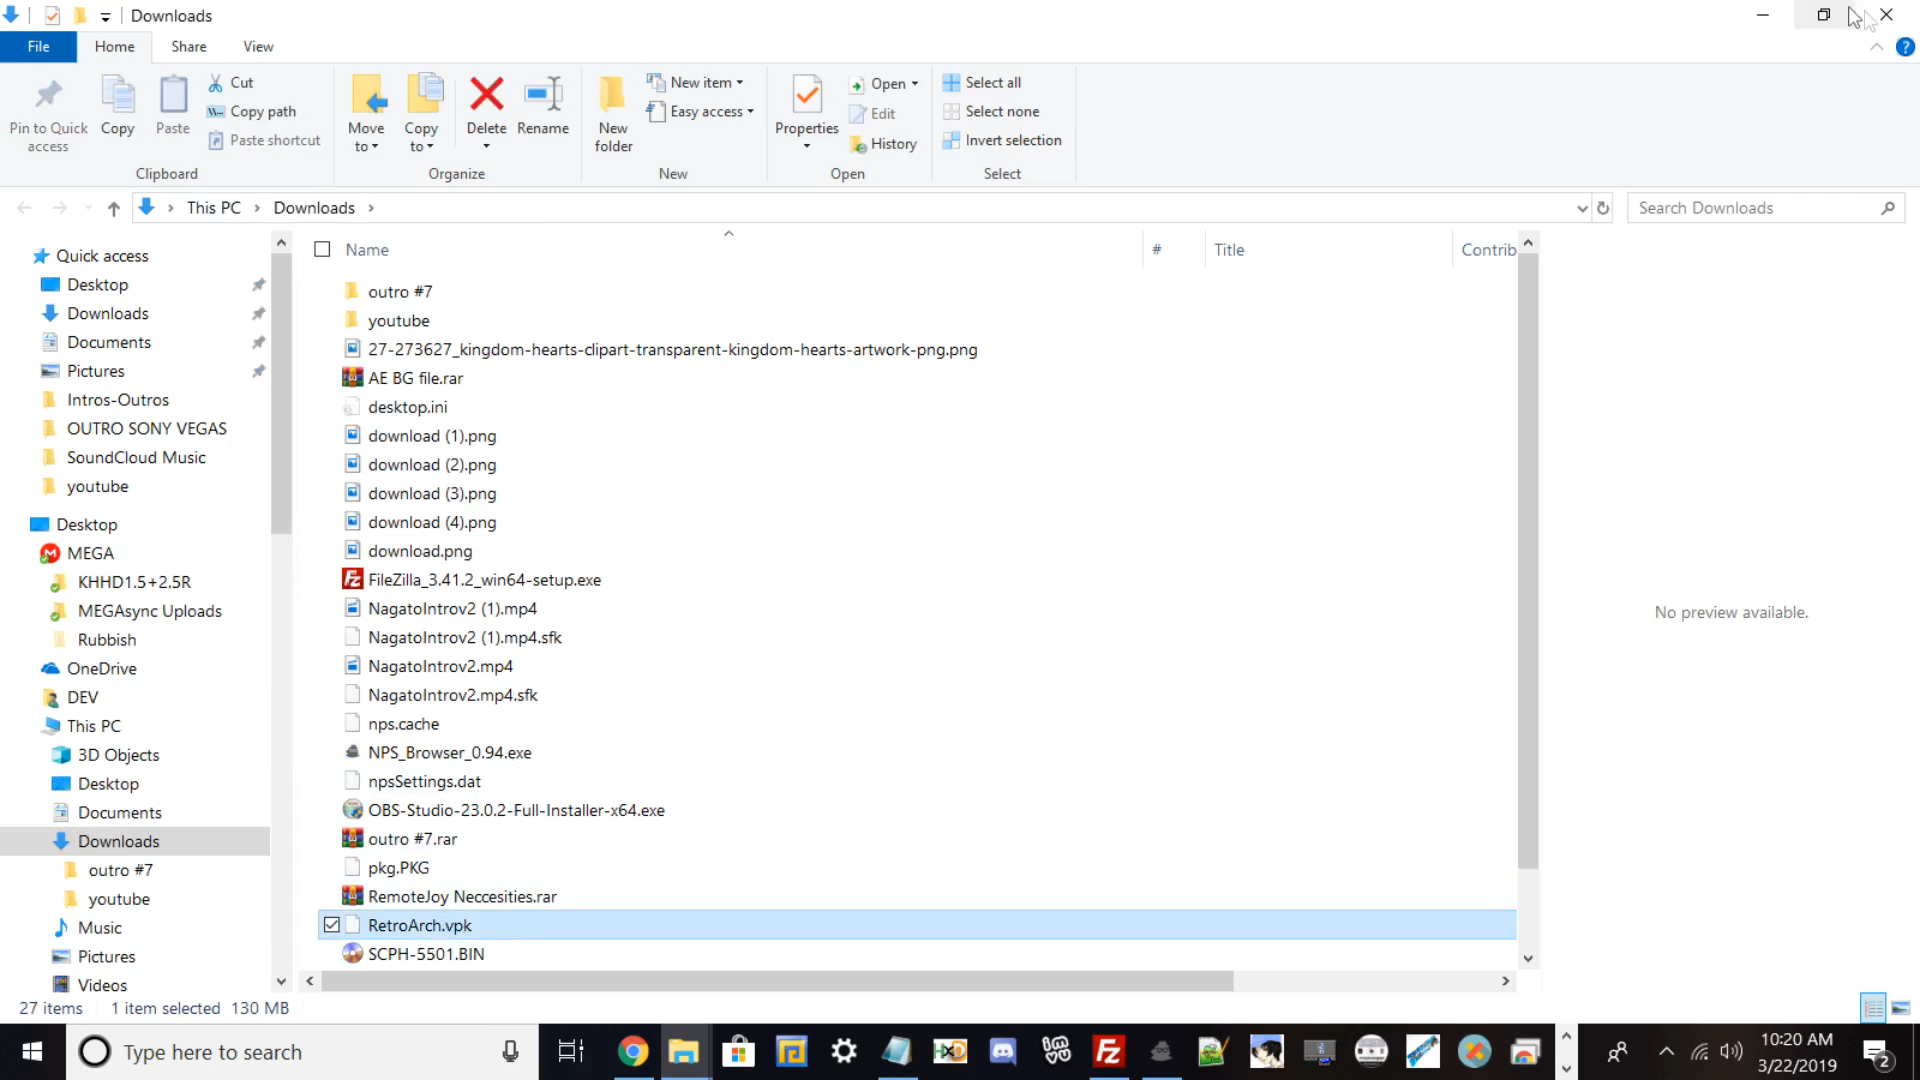 Downloads
File
Home
Share
View
Pin to Quick access
Copy
Paste
Cut
Copy path
Paste shortcut
Clipboard
Move to
Copy to
Delete
Rename
Organize
New folder
New item
Easy access
New
Properties
Open
Edit
History
Open
Select all
Select none
Invert selection
Select
This PC
Downloads
Search Downloads
Quick access
Desktop
Downloads
Documents
Pictures
Intros-Outros
OUTRO SONY VEGAS
SoundCloud Music
youtube
Desktop
MEGA
KHHD1.5+2.5R
MEGAsync Uploads
Rubbish
OneDrive
DEV
This PC
3D Objects
Desktop
Documents
Downloads
outro #7
youtube
Music
Pictures
Videos
Name
#
Title
Contrib
outro #7
youtube
27-273627_kingdom-hearts-clipart-transparent-kingdom-hearts-artwork-png.png
AE BG file.rar
desktop.ini
download (1).png
download (2).png
download (3).png
download (4).png
download.png
FileZilla_3.41.2_win64-setup.exe
NagatoIntrov2 (1).mp4
NagatoIntrov2 (1).mp4.sfk
NagatoIntrov2.mp4
NagatoIntrov2.mp4.sfk
nps.cache
NPS_Browser_0.94.exe
npsSettings.dat
OBS-Studio-23.0.2-Full-Installer-x64.exe
outro #7.rar
pkg.PKG
RemoteJoy Neccesities.rar
RetroArch.vpk
SCPH-5501.BIN
No preview available.
27 items
1 item selected
130 MB
Type here to search
10:20 AM
3/22/2019
2